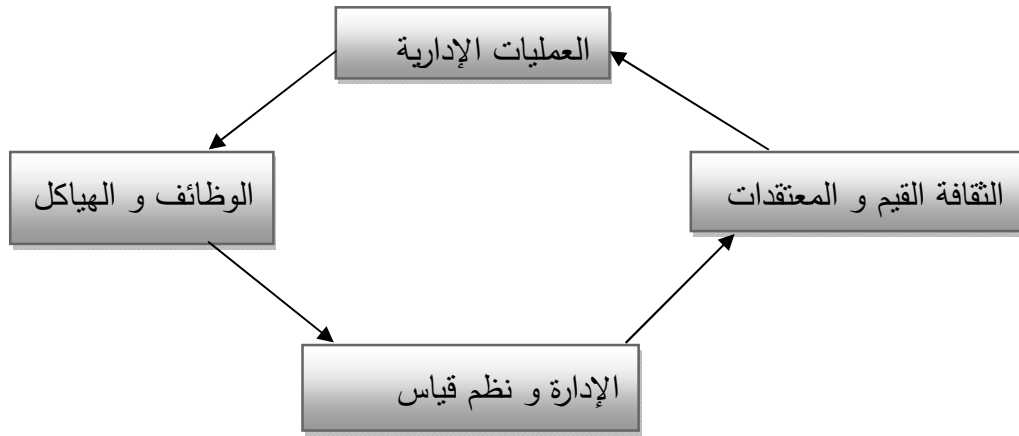 العمليات الإدارية
الثقافة القيم و المعتقدات
الوظائف و الهياكل
الإدارة و نظم قياس